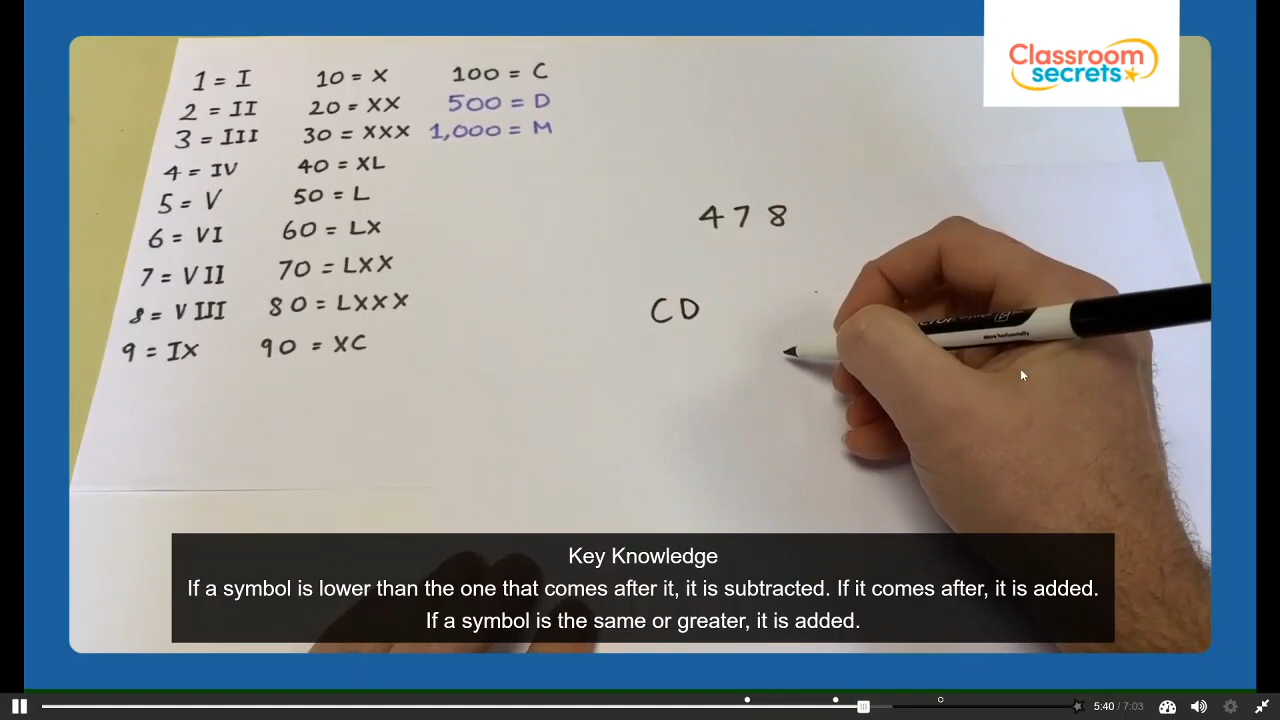 Classroom
secrets
1 = I
2 = II
3 = III
4 = IV
5 = V
6 = VI
7 = VII
8 = VIII
9 = IX
10 = X
20 = XX
30 = XXX
40 = XL
50 = L
60 = LX
70 = LXX
80 = LXXX
90 = XC
100 = C
500 = D
1,000 = M
478
CD
Key Knowledge
If a symbol is lower than the one that comes after it, it is subtracted. If it comes after, it is added.
If a symbol is the same or greater, it is added.
5:40 / 7:03